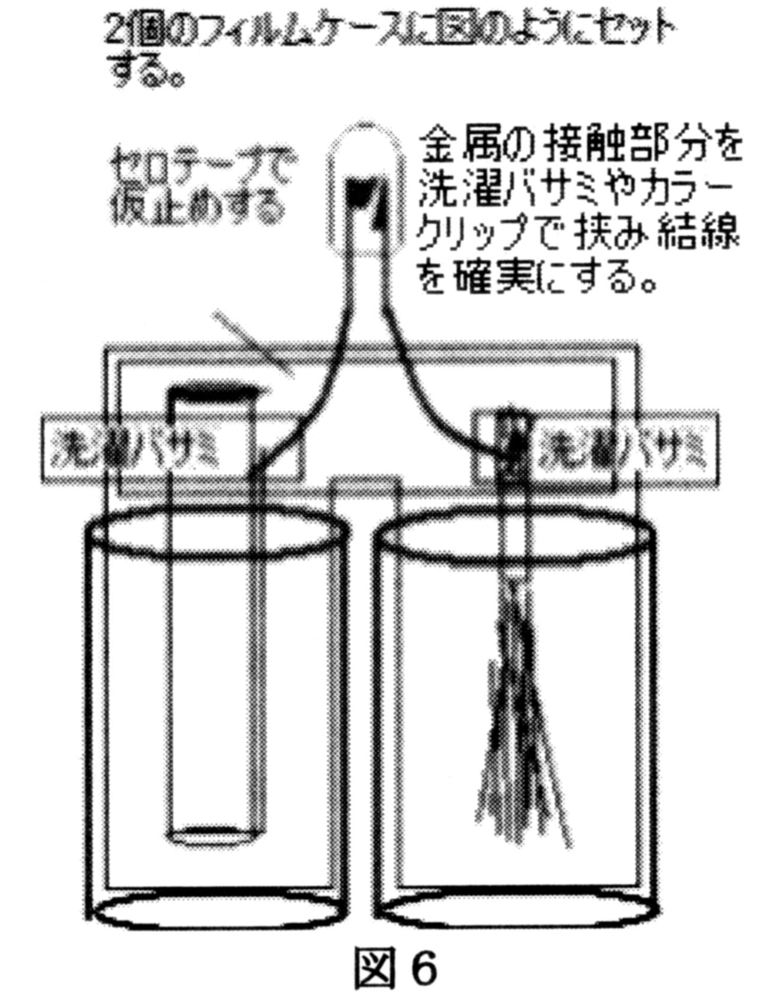 2個のフィルムケースに図のようにセット
する。
セロテープで
仮止めする
金属の接触部分を
洗濯バサミやカラー
クリップで挟み結線
を確実にする。
洗濯バサミ
洗濯バサミ
図6